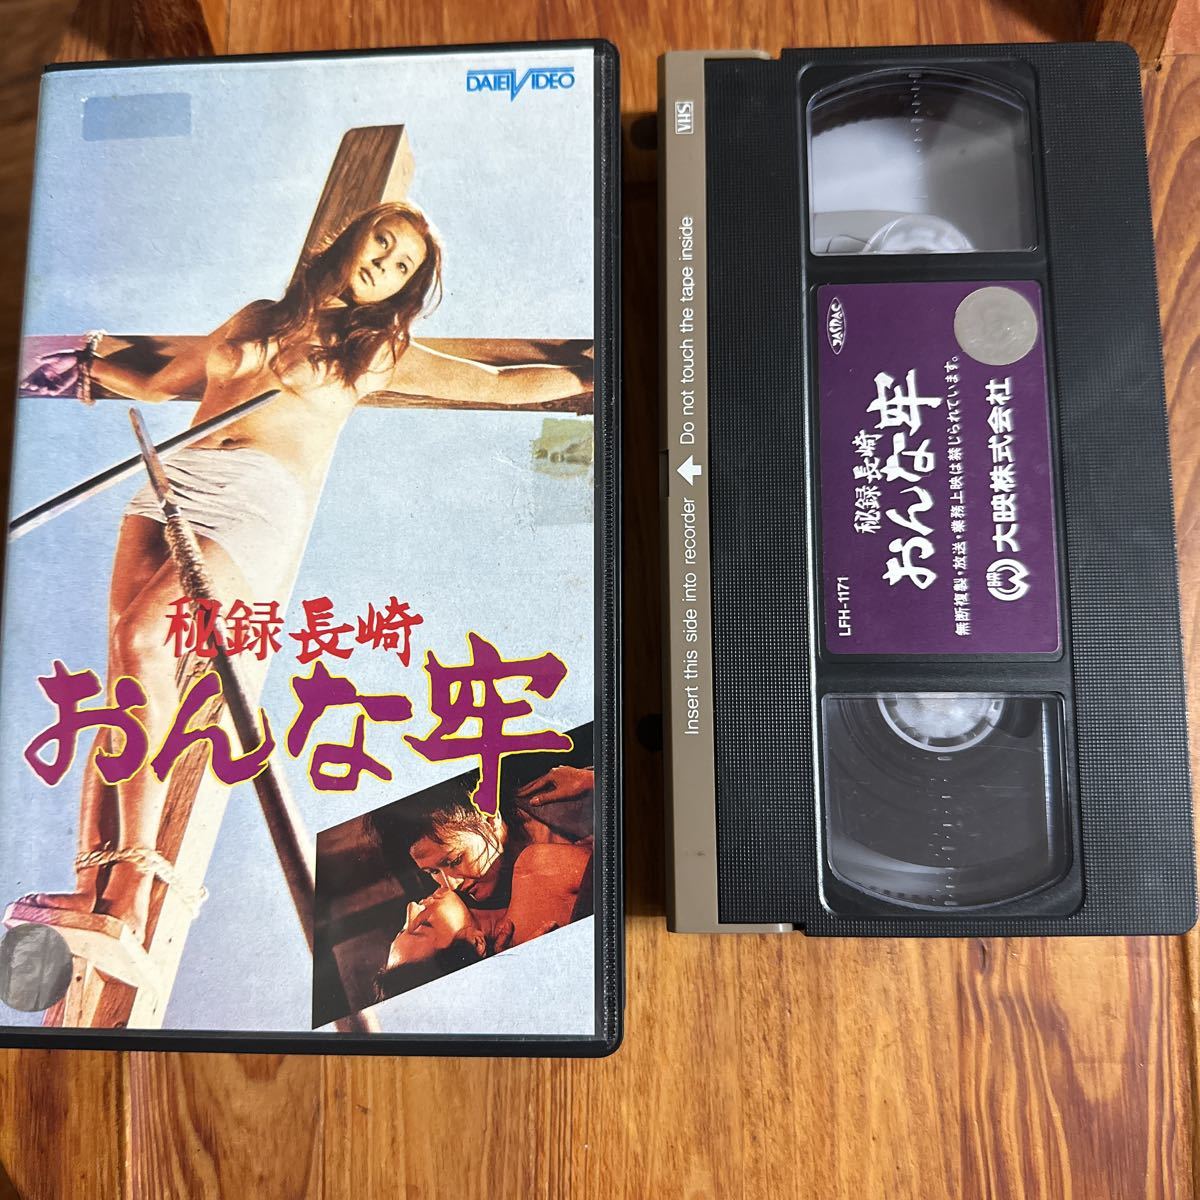 DAIEI VIDEO
秘録長崎
おんな牢
VHS
Insert this side into recorder Do not touch the tape inside
JASRAC
秘録長崎
おんな牢
無断複製・放送・業務上映は禁じられています。
映 大映株式会社
LFH-1171